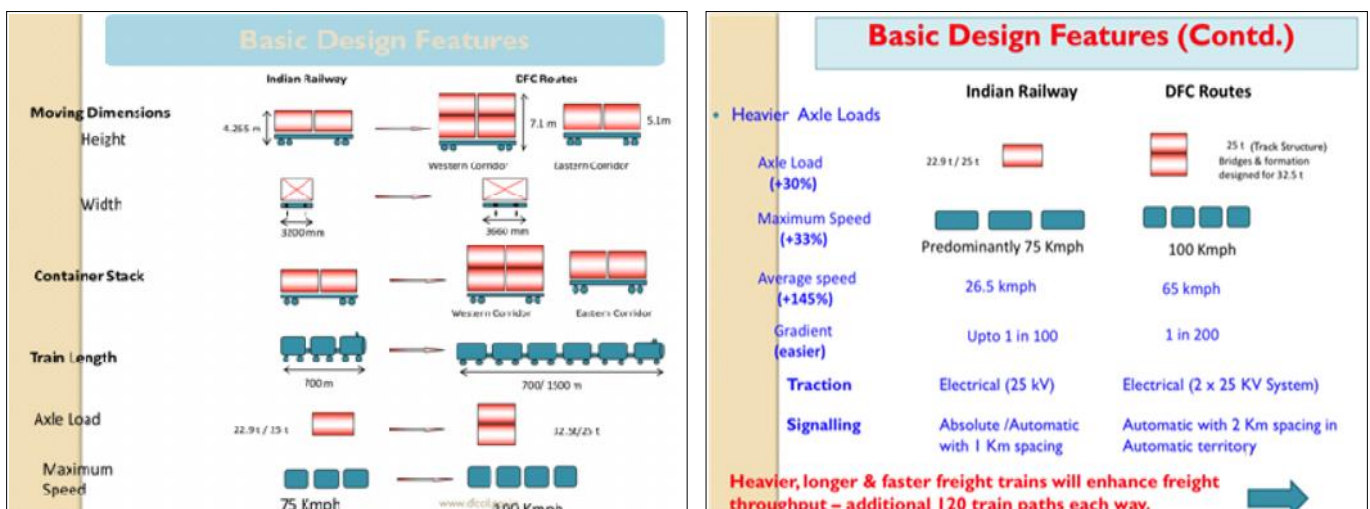 Basic Design Features
Indian Railway DFC Routes
Moving Dimensions
Height
4.265 m 7.1 m 5.1m
Western Corridor Eastern Corridor
Width
3200mm 3660 mm
Container Stack
Western Corridor Eastern Corridor
Train Length
700m 700/ 1500 m
Axle Load
22.9 t / 25 t 32.5t/25 t
Maximum
Speed
75 Kmph 100 Kmph
Basic Design Features (Contd.)
Indian Railway DFC Routes
• Heavier Axle Loads
Axle Load
(+30%)
22.9 t / 25 t
25 t (Track Structure)
Bridges & formation
designed for 32.5 t
Maximum Speed
(+33%)
Predominantly 75 Kmph 100 Kmph
Average speed
(+145%)
26.5 kmph 65 kmph
Gradient
(easier)
Upto 1 in 100 1 in 200
Traction Electrical (25 kV) Electrical (2 x 25 KV System)
Signalling Absolute /Automatic Automatic with 2 Km spacing in
with 1 Km spacing Automatic territory
Heavier, longer & faster freight trains will enhance freight
throughput – additional 120 train paths each way.